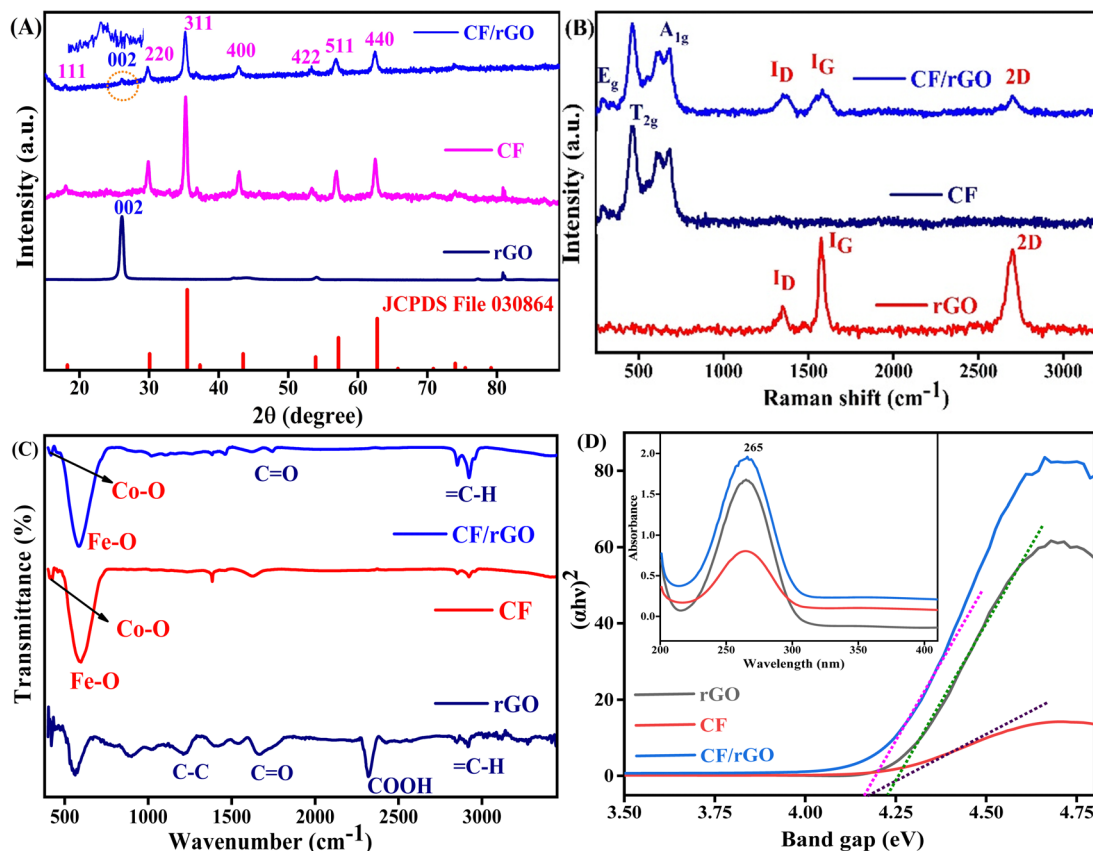 (A)
311
CF/rGO
002
111
220
400
422
511
440
CF
002
rGO
JCPDS File 030864
Intensity (a.u.)
20
30
40
50
60
70
80
2θ (degree)
(B)
A1g
Eg
T2g
ID
IG
2D
CF/rGO
CF
ID
IG
2D
rGO
Intensity (a.u.)
500
1000
1500
2000
2500
3000
Raman shift (cm-1)
(C)
Co-O
Fe-O
C=O
=C-H
CF/rGO
CF
Co-O
Fe-O
rGO
C-C
C=O
COOH
=C-H
Transmittance (%)
500
1000
1500
2000
2500
3000
Wavenumber (cm-1)
(D)
265
2.0
1.5
1.0
0.5
0.0
Absorbance
200
250
300
350
400
Wavelength (nm)
rGO
CF
CF/rGO
80
60
40
20
0
(αhν)2
3.50
3.75
4.00
4.25
4.50
4.75
Band gap (eV)